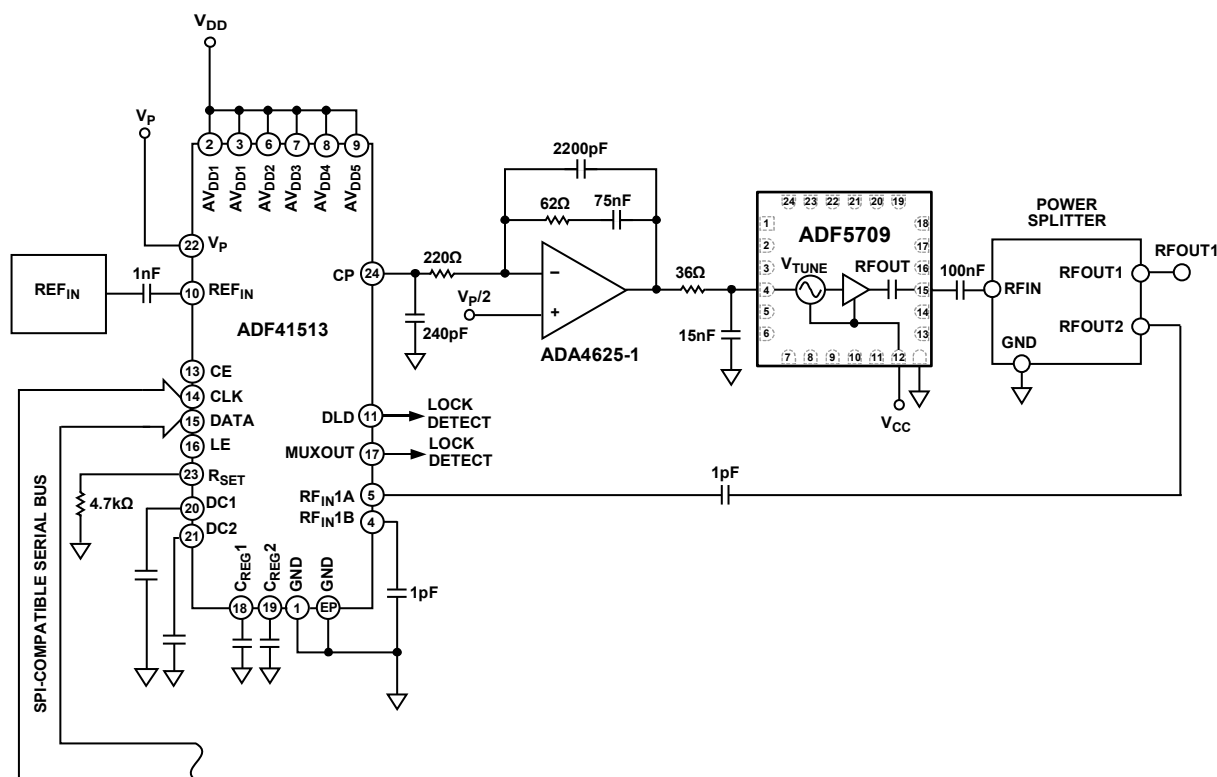 VDD
VP
2
3
6
7
8
9
AVDD1
AVDD1
AVDD2
AVDD3
AVDD4
AVDD5
22
VP
REFIN
1nF
10
REFIN
ADF41513
CP
24
220Ω
240pF
2200pF
62Ω
75nF
−
+
VP/2
ADA4625-1
36Ω
15nF
24
23
22
21
20
19
1
2
3
4
5
6
ADF5709
VTUNE
RFOUT
18
17
16
15
14
13
7
8
9
10
11
12
VCC
100nF
POWER
SPLITTER
RFIN
GND
RFOUT1
RFOUT2
RFOUT1
13
CE
14
CLK
15
DATA
16
LE
23
RSET
4.7kΩ
20
DC1
21
DC2
DLD
11
LOCK
DETECT
MUXOUT
17
LOCK
DETECT
RFIN1A
5
1pF
RFIN1B
4
1pF
CREG1
CREG2
GND
GND
18
19
1
EP
SPI-COMPATIBLE SERIAL BUS